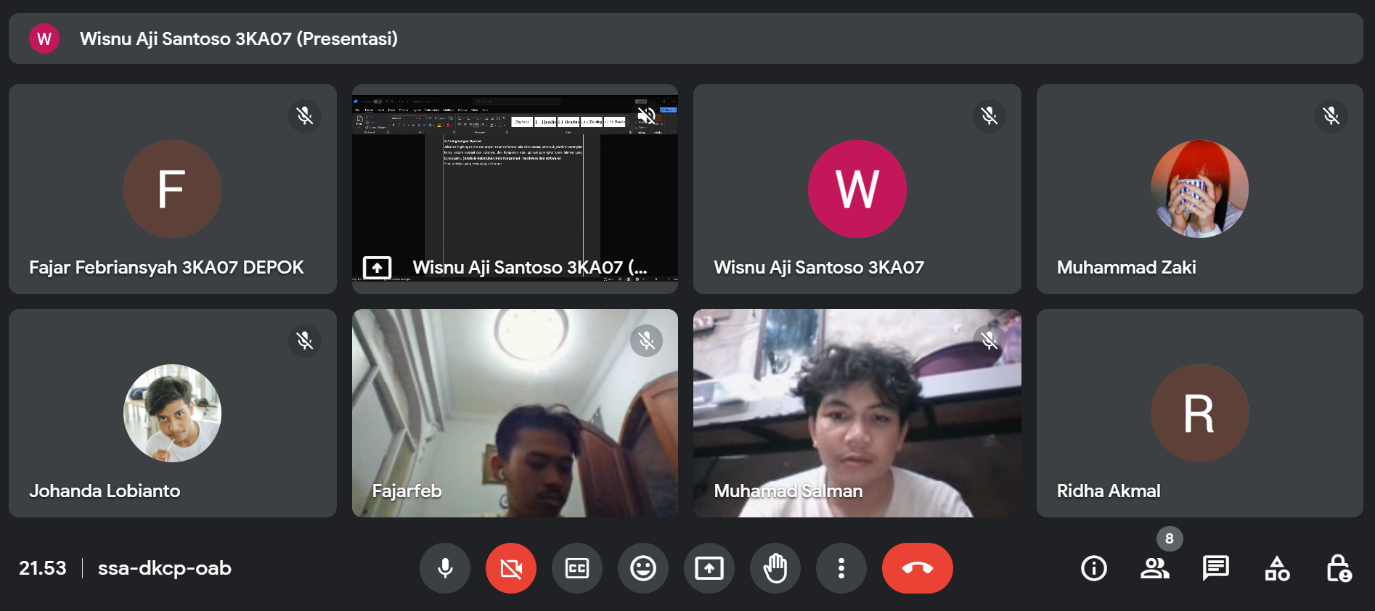 W Wisnu Aji Santoso 3KA07 (Presentasi)
F
Fajar Febriansyah 3KA07 DEPOK
Wisnu Aji Santoso 3KA07 (...
W
Wisnu Aji Santoso 3KA07
Muhammad Zaki
Johanda Lobianto
Fajarfeb
Muhamad Salman
R
Ridha Akmal
21.53 ssa-dkcp-oab
CC
8